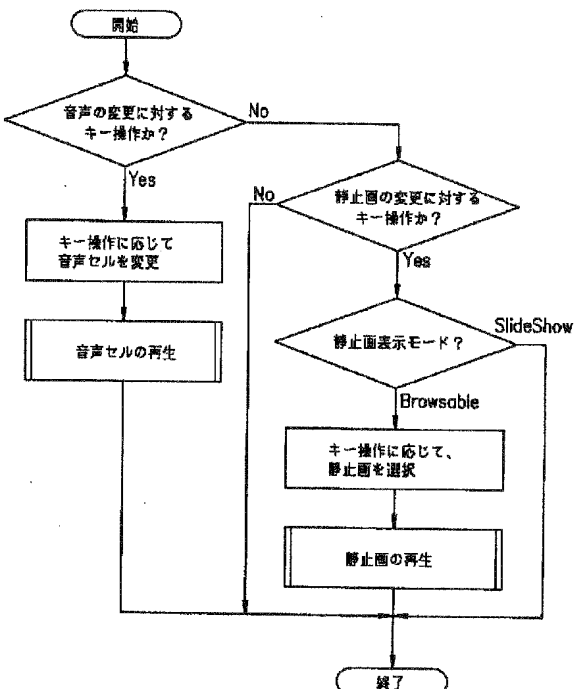 開始
音声の変更に対する
キー操作か？
No
Yes
キー操作に応じて
音声セルを変更
音声セルの再生
静止画の変更に対する
キー操作か？
No
Yes
静止画表示モード？
SlideShow
Browsable
キー操作に応じて、
静止画を選択
静止画の再生
終了